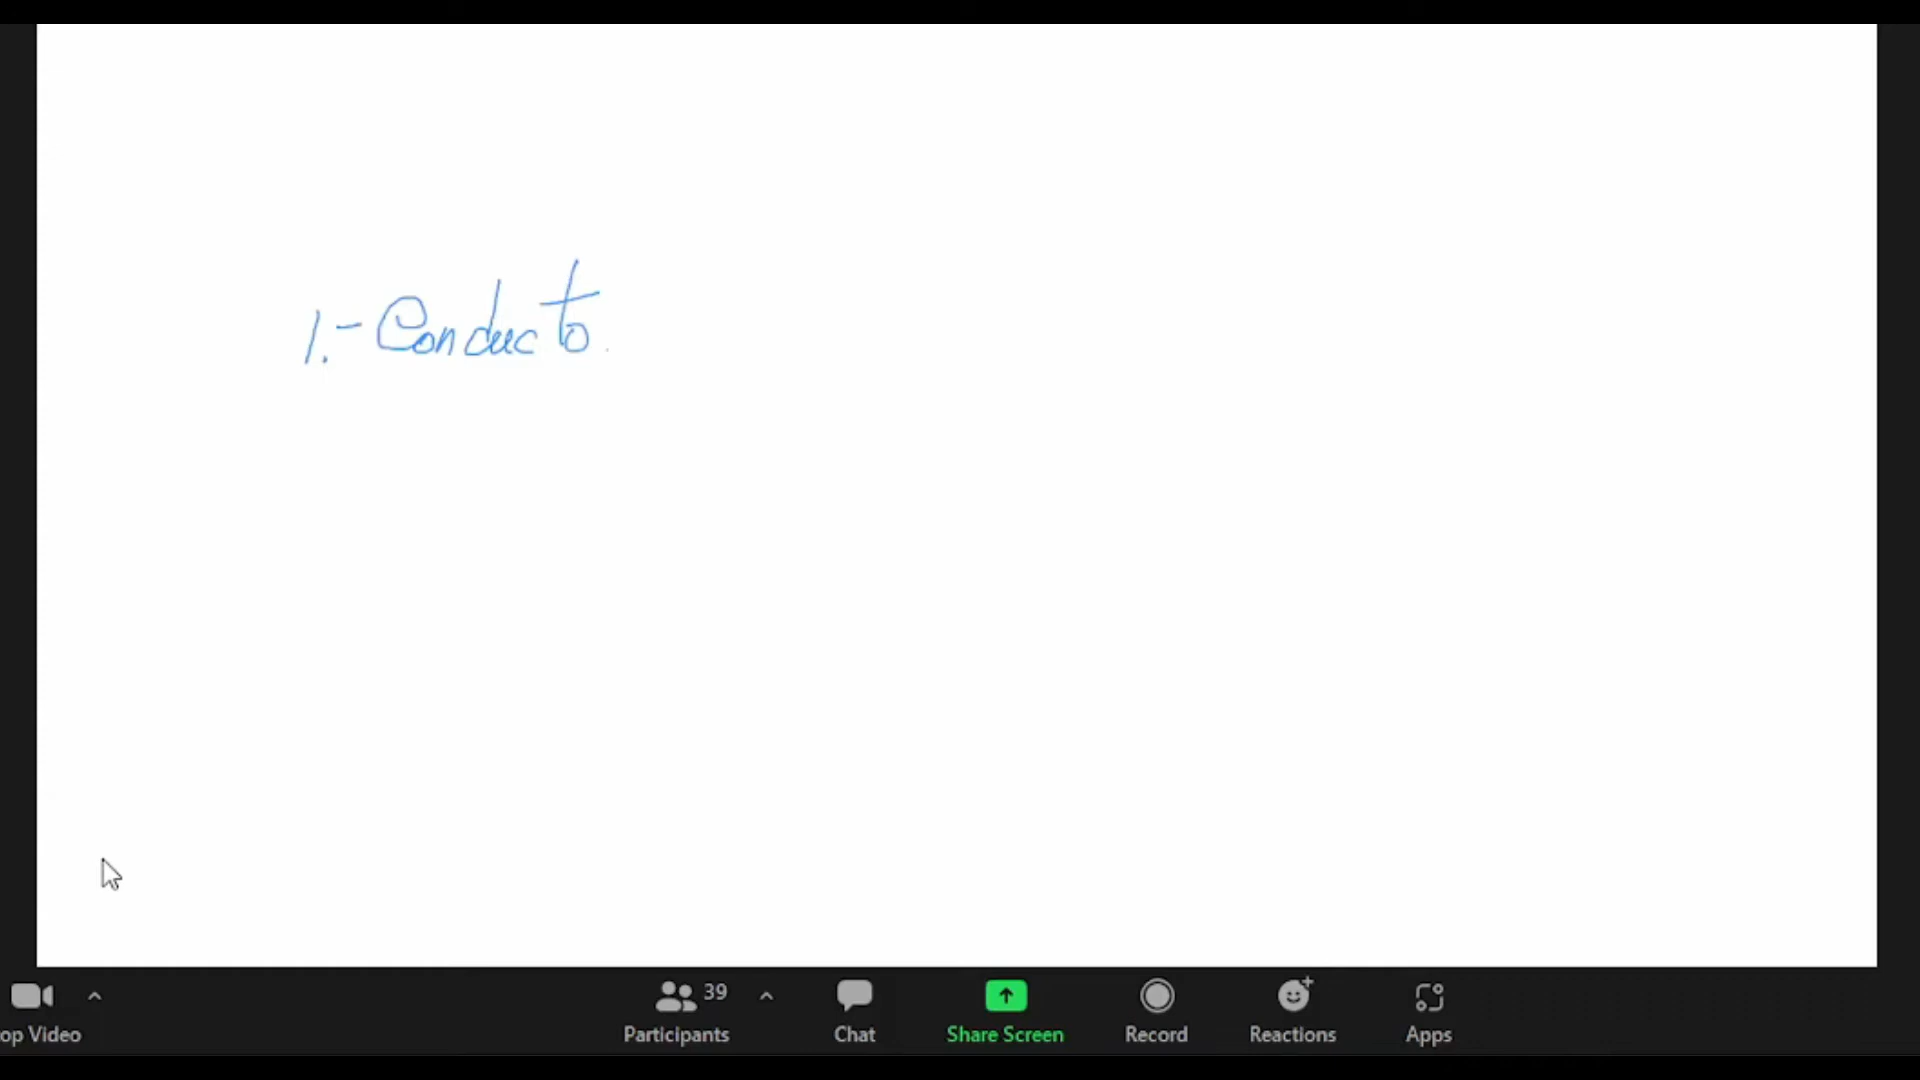 1.- Conducto
op Video
39
Participants
Chat
Share Screen
Record
Reactions
Apps